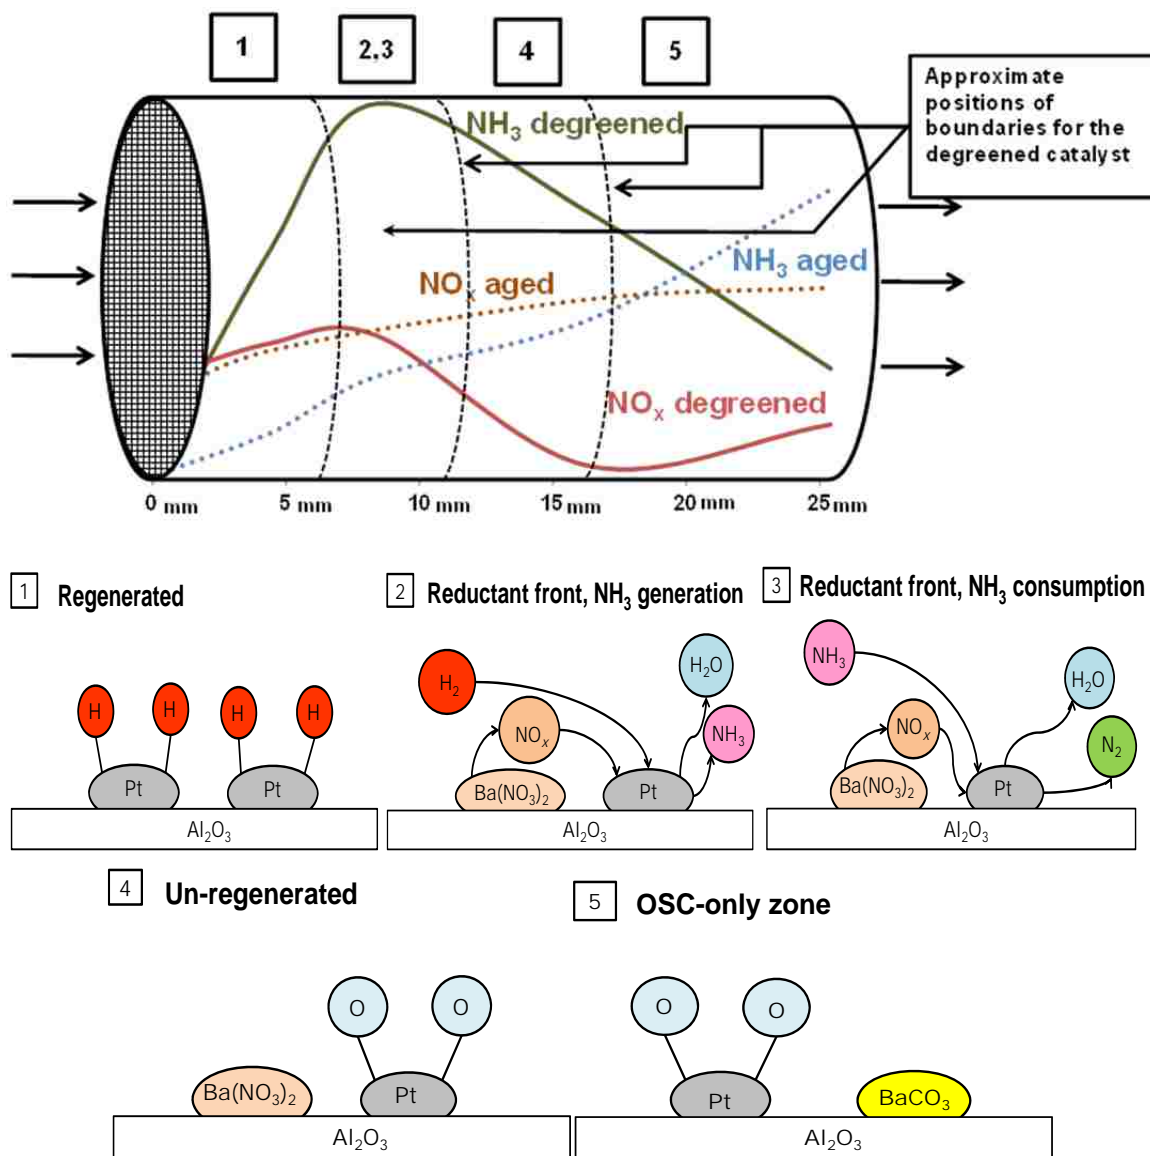 1
2,3
4
5
Approximate
positions of
boundaries for the
degreened catalyst
NH₃ degreened
NH₃ aged
NOₓ aged
NOₓ degreened
0 mm
5 mm
10 mm
15 mm
20 mm
25 mm
1 Regenerated
H H H H
Pt Pt
Al₂O₃
2 Reductant front, NH₃ generation
H₂
H₂O
NOₓ
NH₃
Ba(NO₃)₂
Pt
Al₂O₃
3 Reductant front, NH₃ consumption
NH₃
H₂O
NOₓ
N₂
Ba(NO₃)₂
Pt
Al₂O₃
4 Un-regenerated
O O
Ba(NO₃)₂
Pt
Al₂O₃
5 OSC-only zone
O O
Pt
BaCO₃
Al₂O₃